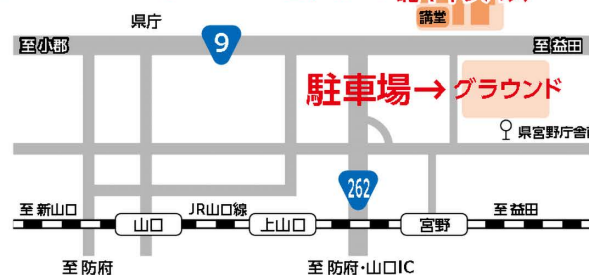 講堂
県庁
至小郡
9
至益田
駐車場→グラウンド
県宮野庁舎前
262
至新山口
JR山口線
至益田
山口
上山口
宮野
至防府
至防府・山口IC